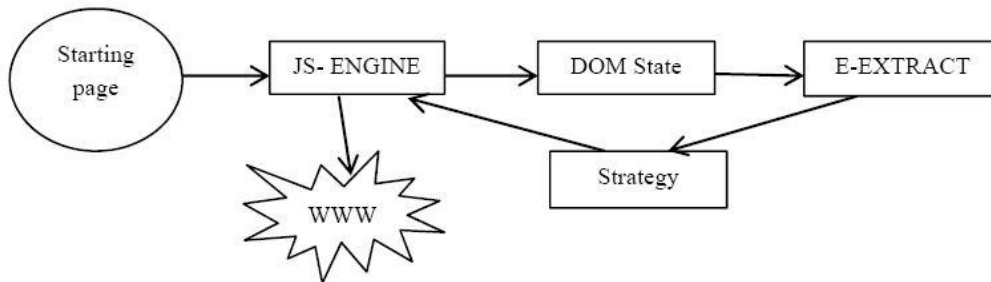 Starting
page
JS- ENGINE
DOM State
E-EXTRACT
Strategy
WWW